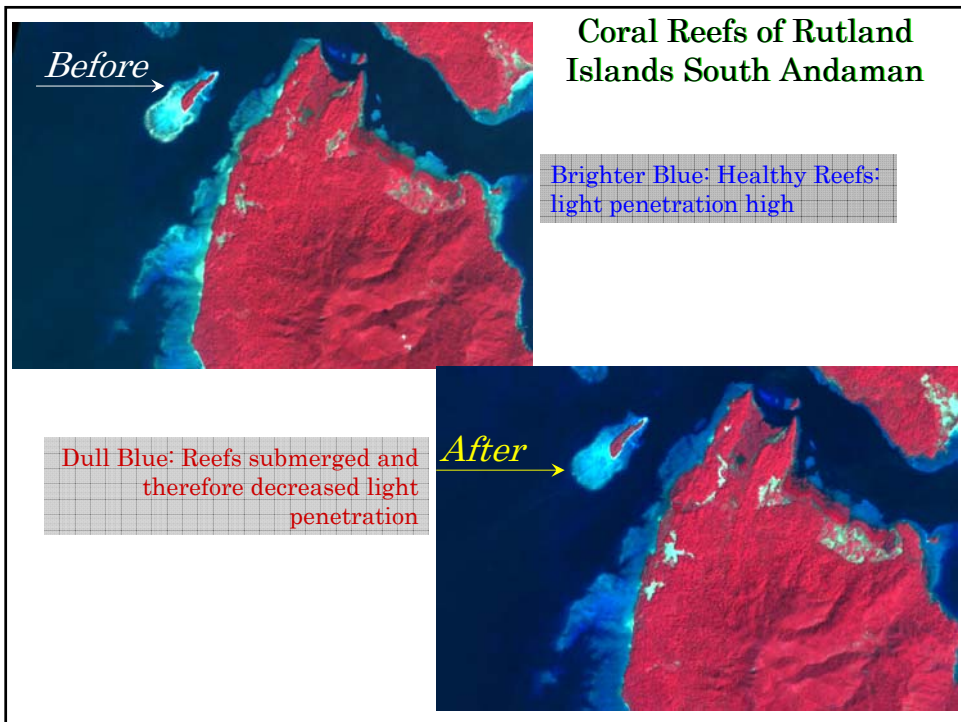 Coral Reefs of Rutland
Islands South Andaman
Before
Brighter Blue: Healthy Reefs:
light penetration high
After
Dull Blue: Reefs submerged and
therefore decreased light
penetration